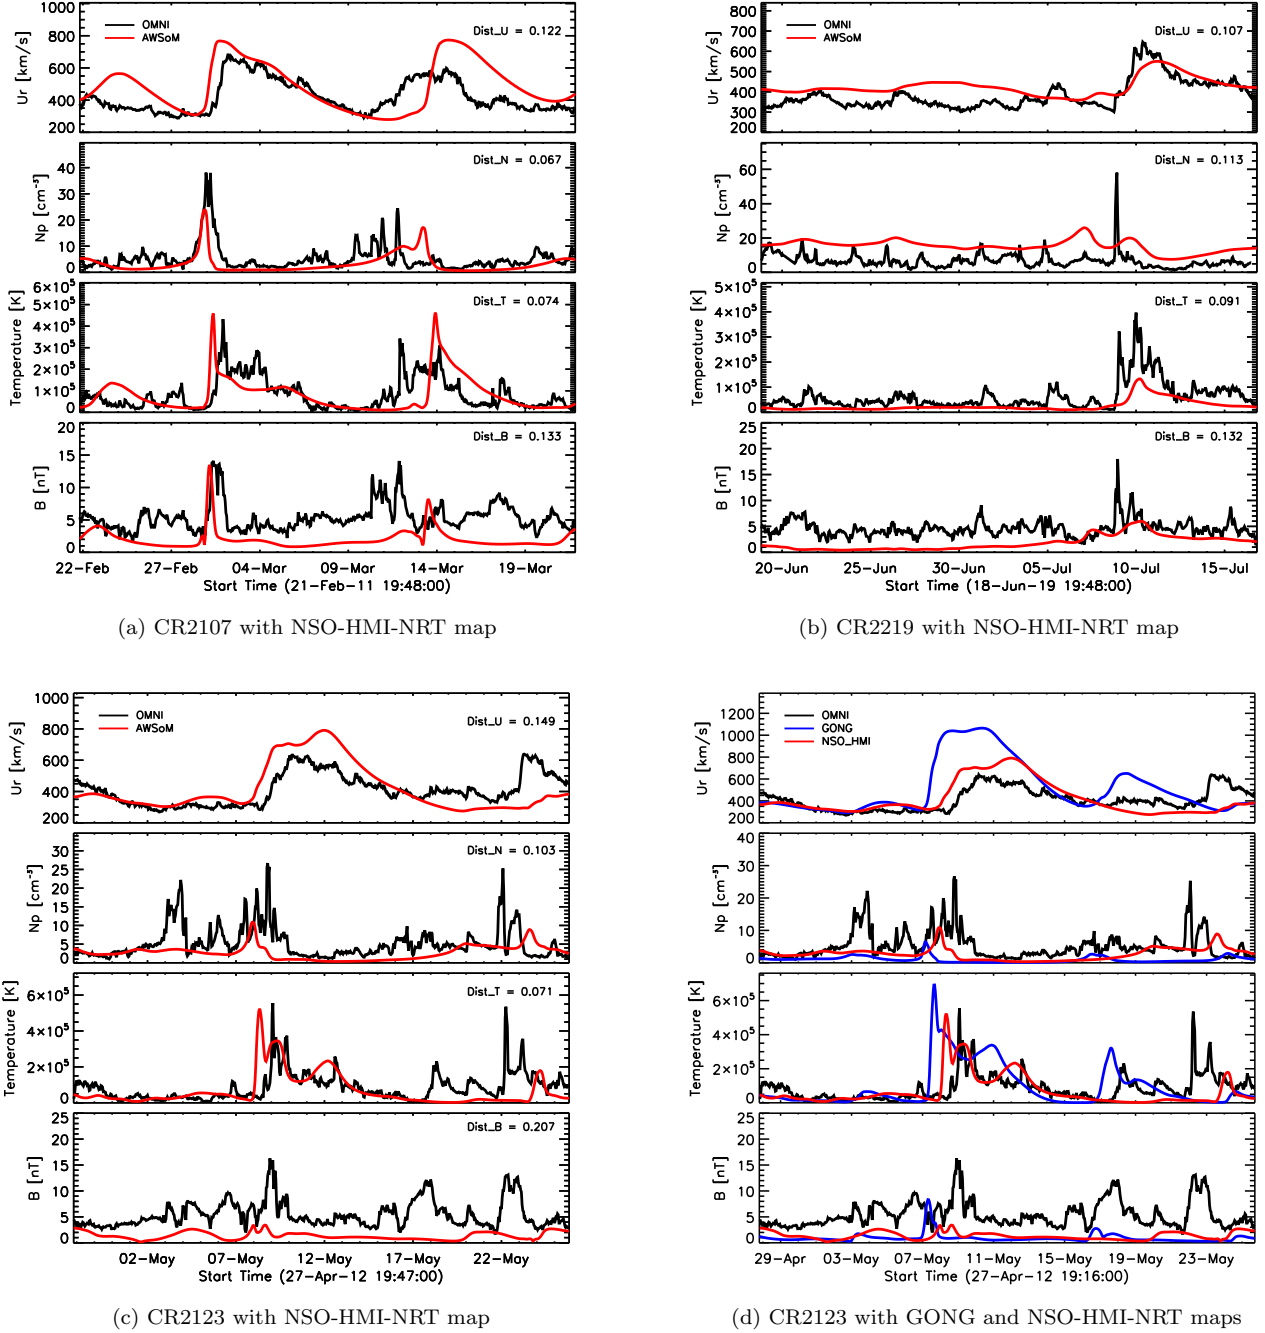 OMNI
AWSoM
Dist_U = 0.122
Ur [km/s]
1000
800
600
400
200
Dist_N = 0.067
Np [cm⁻³]
40
30
20
10
0
Dist_T = 0.074
Temperature [K]
6×10⁵
5×10⁵
4×10⁵
3×10⁵
2×10⁵
1×10⁵
0
Dist_B = 0.133
B [nT]
20
15
10
5
0
22-Feb 27-Feb 04-Mar 09-Mar 14-Mar 19-Mar
Start Time (21-Feb-11 19:48:00)
(a) CR2107 with NSO-HMI-NRT map
OMNI
AWSoM
Dist_U = 0.107
Ur [km/s]
800
700
600
500
400
300
200
Dist_N = 0.113
Np [cm⁻³]
60
40
20
0
Dist_T = 0.091
Temperature [K]
5×10⁵
4×10⁵
3×10⁵
2×10⁵
1×10⁵
0
Dist_B = 0.132
B [nT]
25
20
15
10
5
0
20-Jun 25-Jun 30-Jun 05-Jul 10-Jul 15-Jul
Start Time (18-Jun-19 19:48:00)
(b) CR2219 with NSO-HMI-NRT map
OMNI
AWSoM
Dist_U = 0.149
Ur [km/s]
1000
800
600
400
200
Dist_N = 0.103
Np [cm⁻³]
30
25
20
15
10
5
0
Dist_T = 0.071
Temperature [K]
6×10⁵
4×10⁵
2×10⁵
0
Dist_B = 0.207
B [nT]
25
20
15
10
5
0
02-May 07-May 12-May 17-May 22-May
Start Time (27-Apr-12 19:47:00)
(c) CR2123 with NSO-HMI-NRT map
OMNI
GONG
NSO_HMI
Ur [km/s]
1200
1000
800
600
400
200
Np [cm⁻³]
40
30
20
10
0
Temperature [K]
6×10⁵
4×10⁵
2×10⁵
0
B [nT]
25
20
15
10
5
0
29-Apr 03-May 07-May 11-May 15-May 19-May 23-May
Start Time (27-Apr-12 19:16:00)
(d) CR2123 with GONG and NSO-HMI-NRT maps